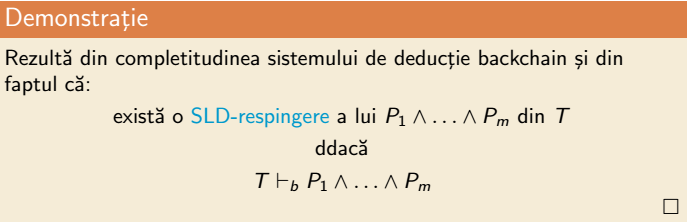 Demonstrație
Rezultă din completitudinea sistemului de deducție backchain și din
faptul că:
există o SLD-respingere a lui P₁ ∧ . . . ∧ Pₘ din T
ddacă
T ⊢_b P₁ ∧ . . . ∧ Pₘ
□